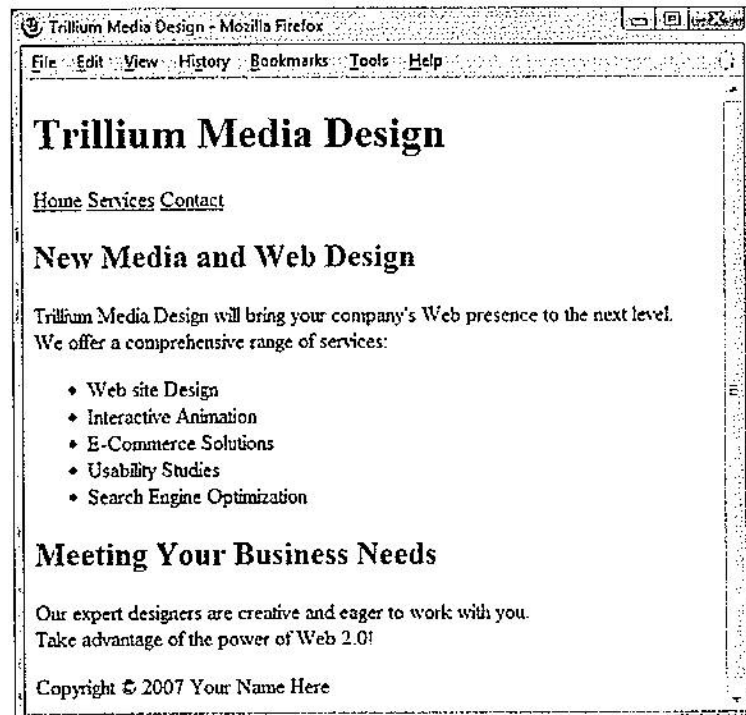 Trillium Media Design - Mozilla Firefox
File Edit View History Bookmarks Tools Help
Trillium Media Design
Home Services Contact
New Media and Web Design
Trillium Media Design will bring your company's Web presence to the next level.
We offer a comprehensive range of services:
• Web site Design
• Interactive Animation
• E-Commerce Solutions
• Usability Studies
• Search Engine Optimization
Meeting Your Business Needs
Our expert designers are creative and eager to work with you.
Take advantage of the power of Web 2.0!
Copyright © 2007 Your Name Here